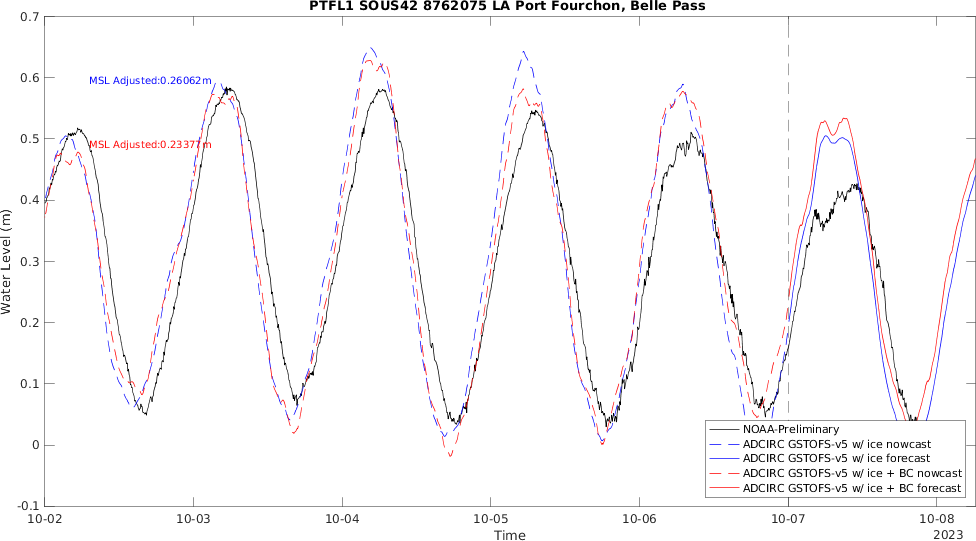 PTFL1 SOUS42 8762075 LA Port Fourchon, Belle Pass
0.7
0.6
0.5
0.4
0.3
0.2
0.1
0
-0.1
Water Level (m)
MSL Adjusted:0.26062m
MSL Adjusted:0.23377m
NOAA-Preliminary
ADCIRC GSTOFS-v5 w/ ice nowcast
ADCIRC GSTOFS-v5 w/ ice forecast
ADCIRC GSTOFS-v5 w/ ice + BC nowcast
ADCIRC GSTOFS-v5 w/ ice + BC forecast
10-02 10-03 10-04 10-05 10-06 10-07 10-08
Time
2023